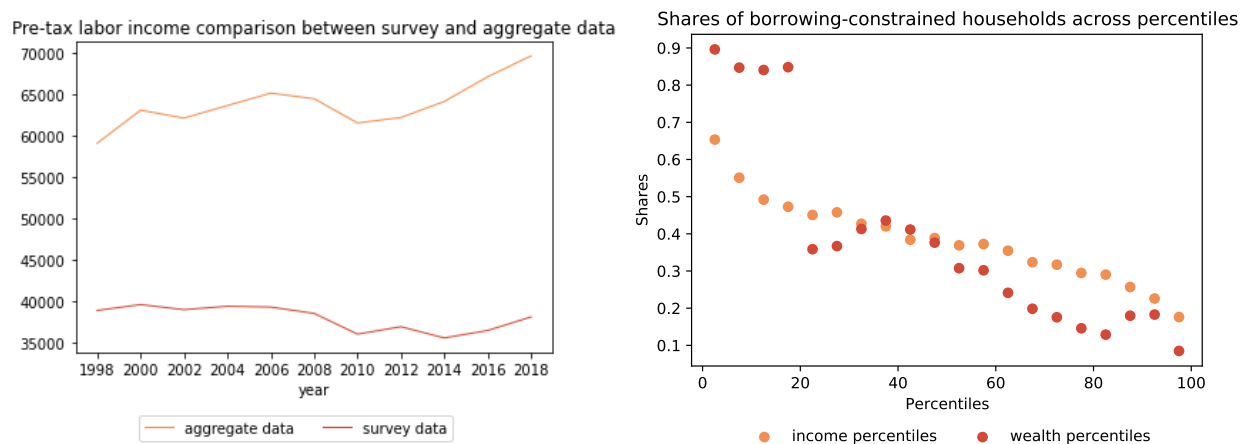 Pre-tax labor income comparison between survey and aggregate data
70000
65000
60000
55000
50000
45000
40000
35000
1998 2000 2002 2004 2006 2008 2010 2012 2014 2016 2018
year
aggregate data survey data
Shares of borrowing-constrained households across percentiles
0.9
0.8
0.7
0.6
0.5
0.4
0.3
0.2
0.1
Shares
0 20 40 60 80 100
Percentiles
income percentiles wealth percentiles